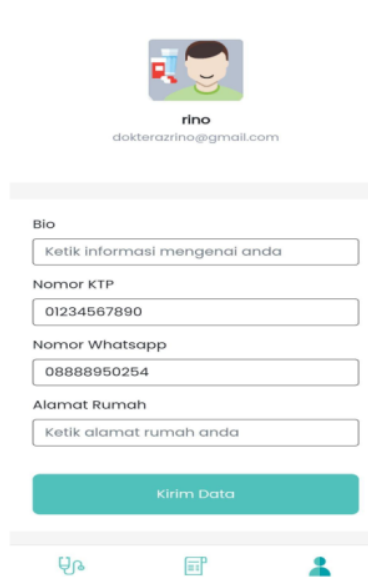 rino
dokterazrino@gmail.com
Bio
Ketik informasi mengenai anda
Nomor KTP
01234567890
Nomor Whatsapp
08888950254
Alamat Rumah
Ketik alamat rumah anda
Kirim Data